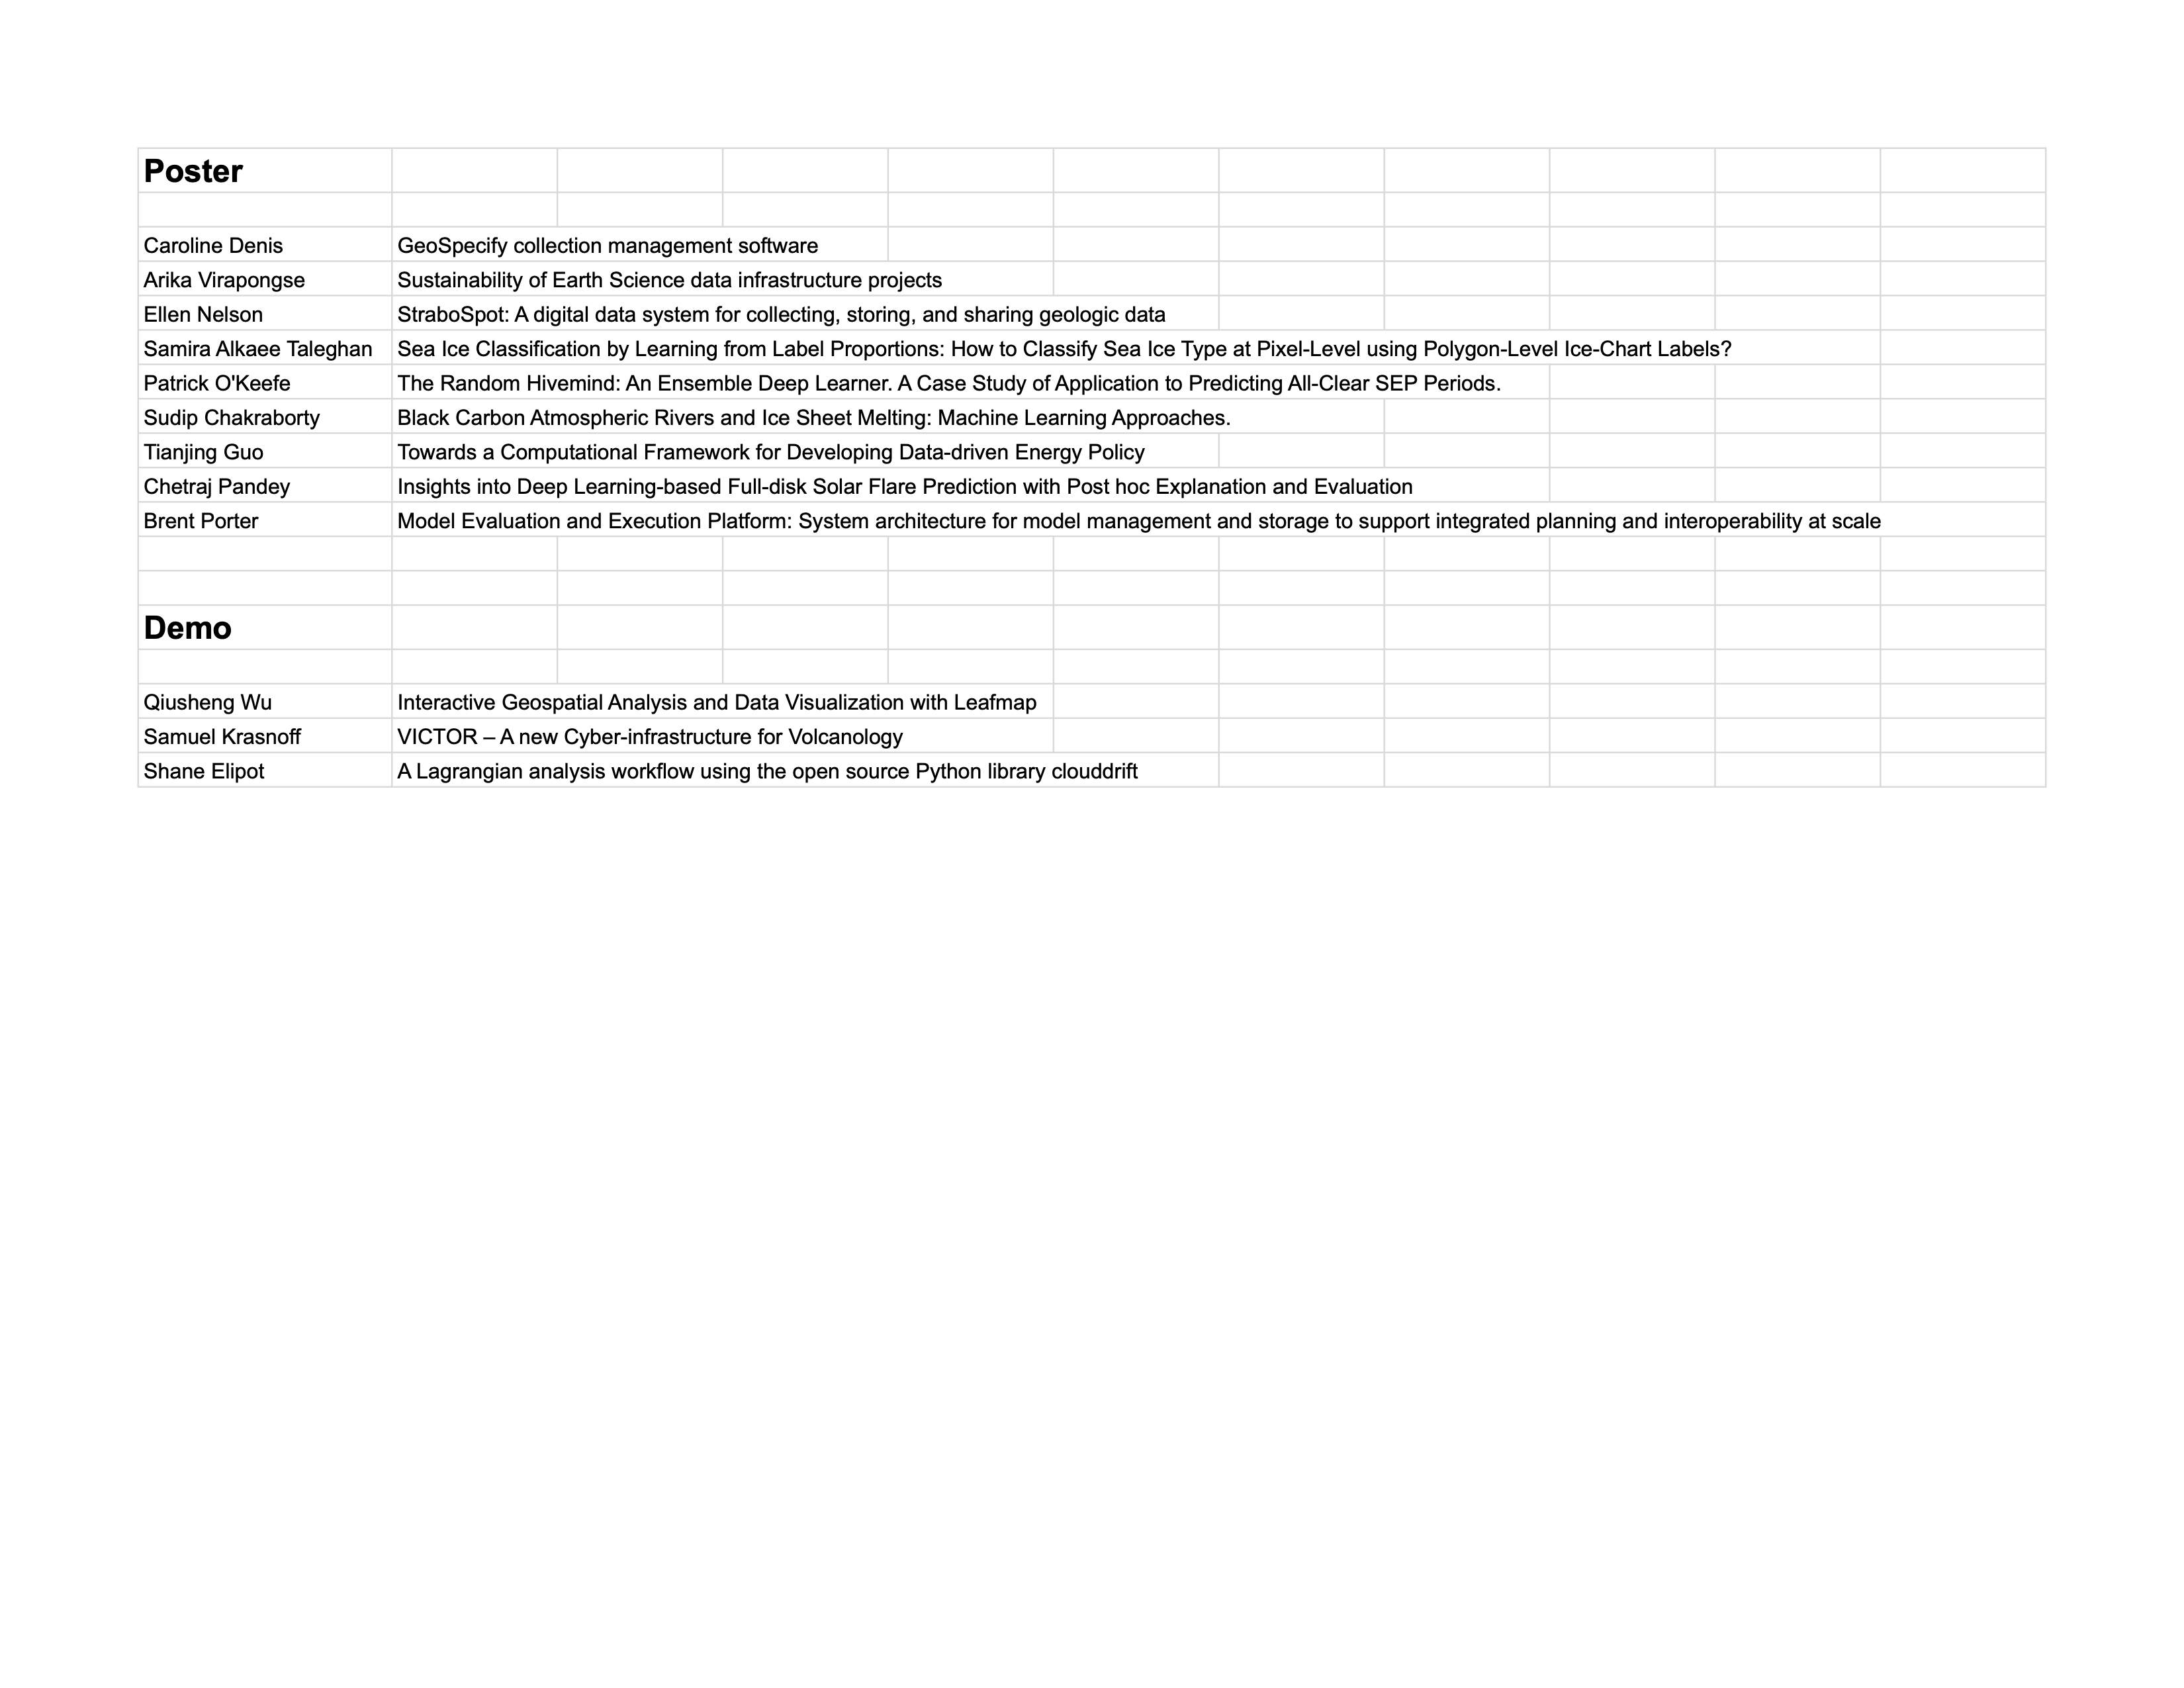 Poster
Caroline Denis GeoSpecify collection management software
Arika Virapongse Sustainability of Earth Science data infrastructure projects
Ellen Nelson StraboSpot: A digital data system for collecting, storing, and sharing geologic data
Samira Alkaee Taleghan Sea Ice Classification by Learning from Label Proportions: How to Classify Sea Ice Type at Pixel-Level using Polygon-Level Ice-Chart Labels?
Patrick O'Keefe The Random Hivemind: An Ensemble Deep Learner. A Case Study of Application to Predicting All-Clear SEP Periods.
Sudip Chakraborty Black Carbon Atmospheric Rivers and Ice Sheet Melting: Machine Learning Approaches.
Tianjing Guo Towards a Computational Framework for Developing Data-driven Energy Policy
Chetraj Pandey Insights into Deep Learning-based Full-disk Solar Flare Prediction with Post hoc Explanation and Evaluation
Brent Porter Model Evaluation and Execution Platform: System architecture for model management and storage to support integrated planning and interoperability at scale
Demo
Qiusheng Wu Interactive Geospatial Analysis and Data Visualization with Leafmap
Samuel Krasnoff VICTOR – A new Cyber-infrastructure for Volcanology
Shane Elipot A Lagrangian analysis workflow using the open source Python library clouddrift